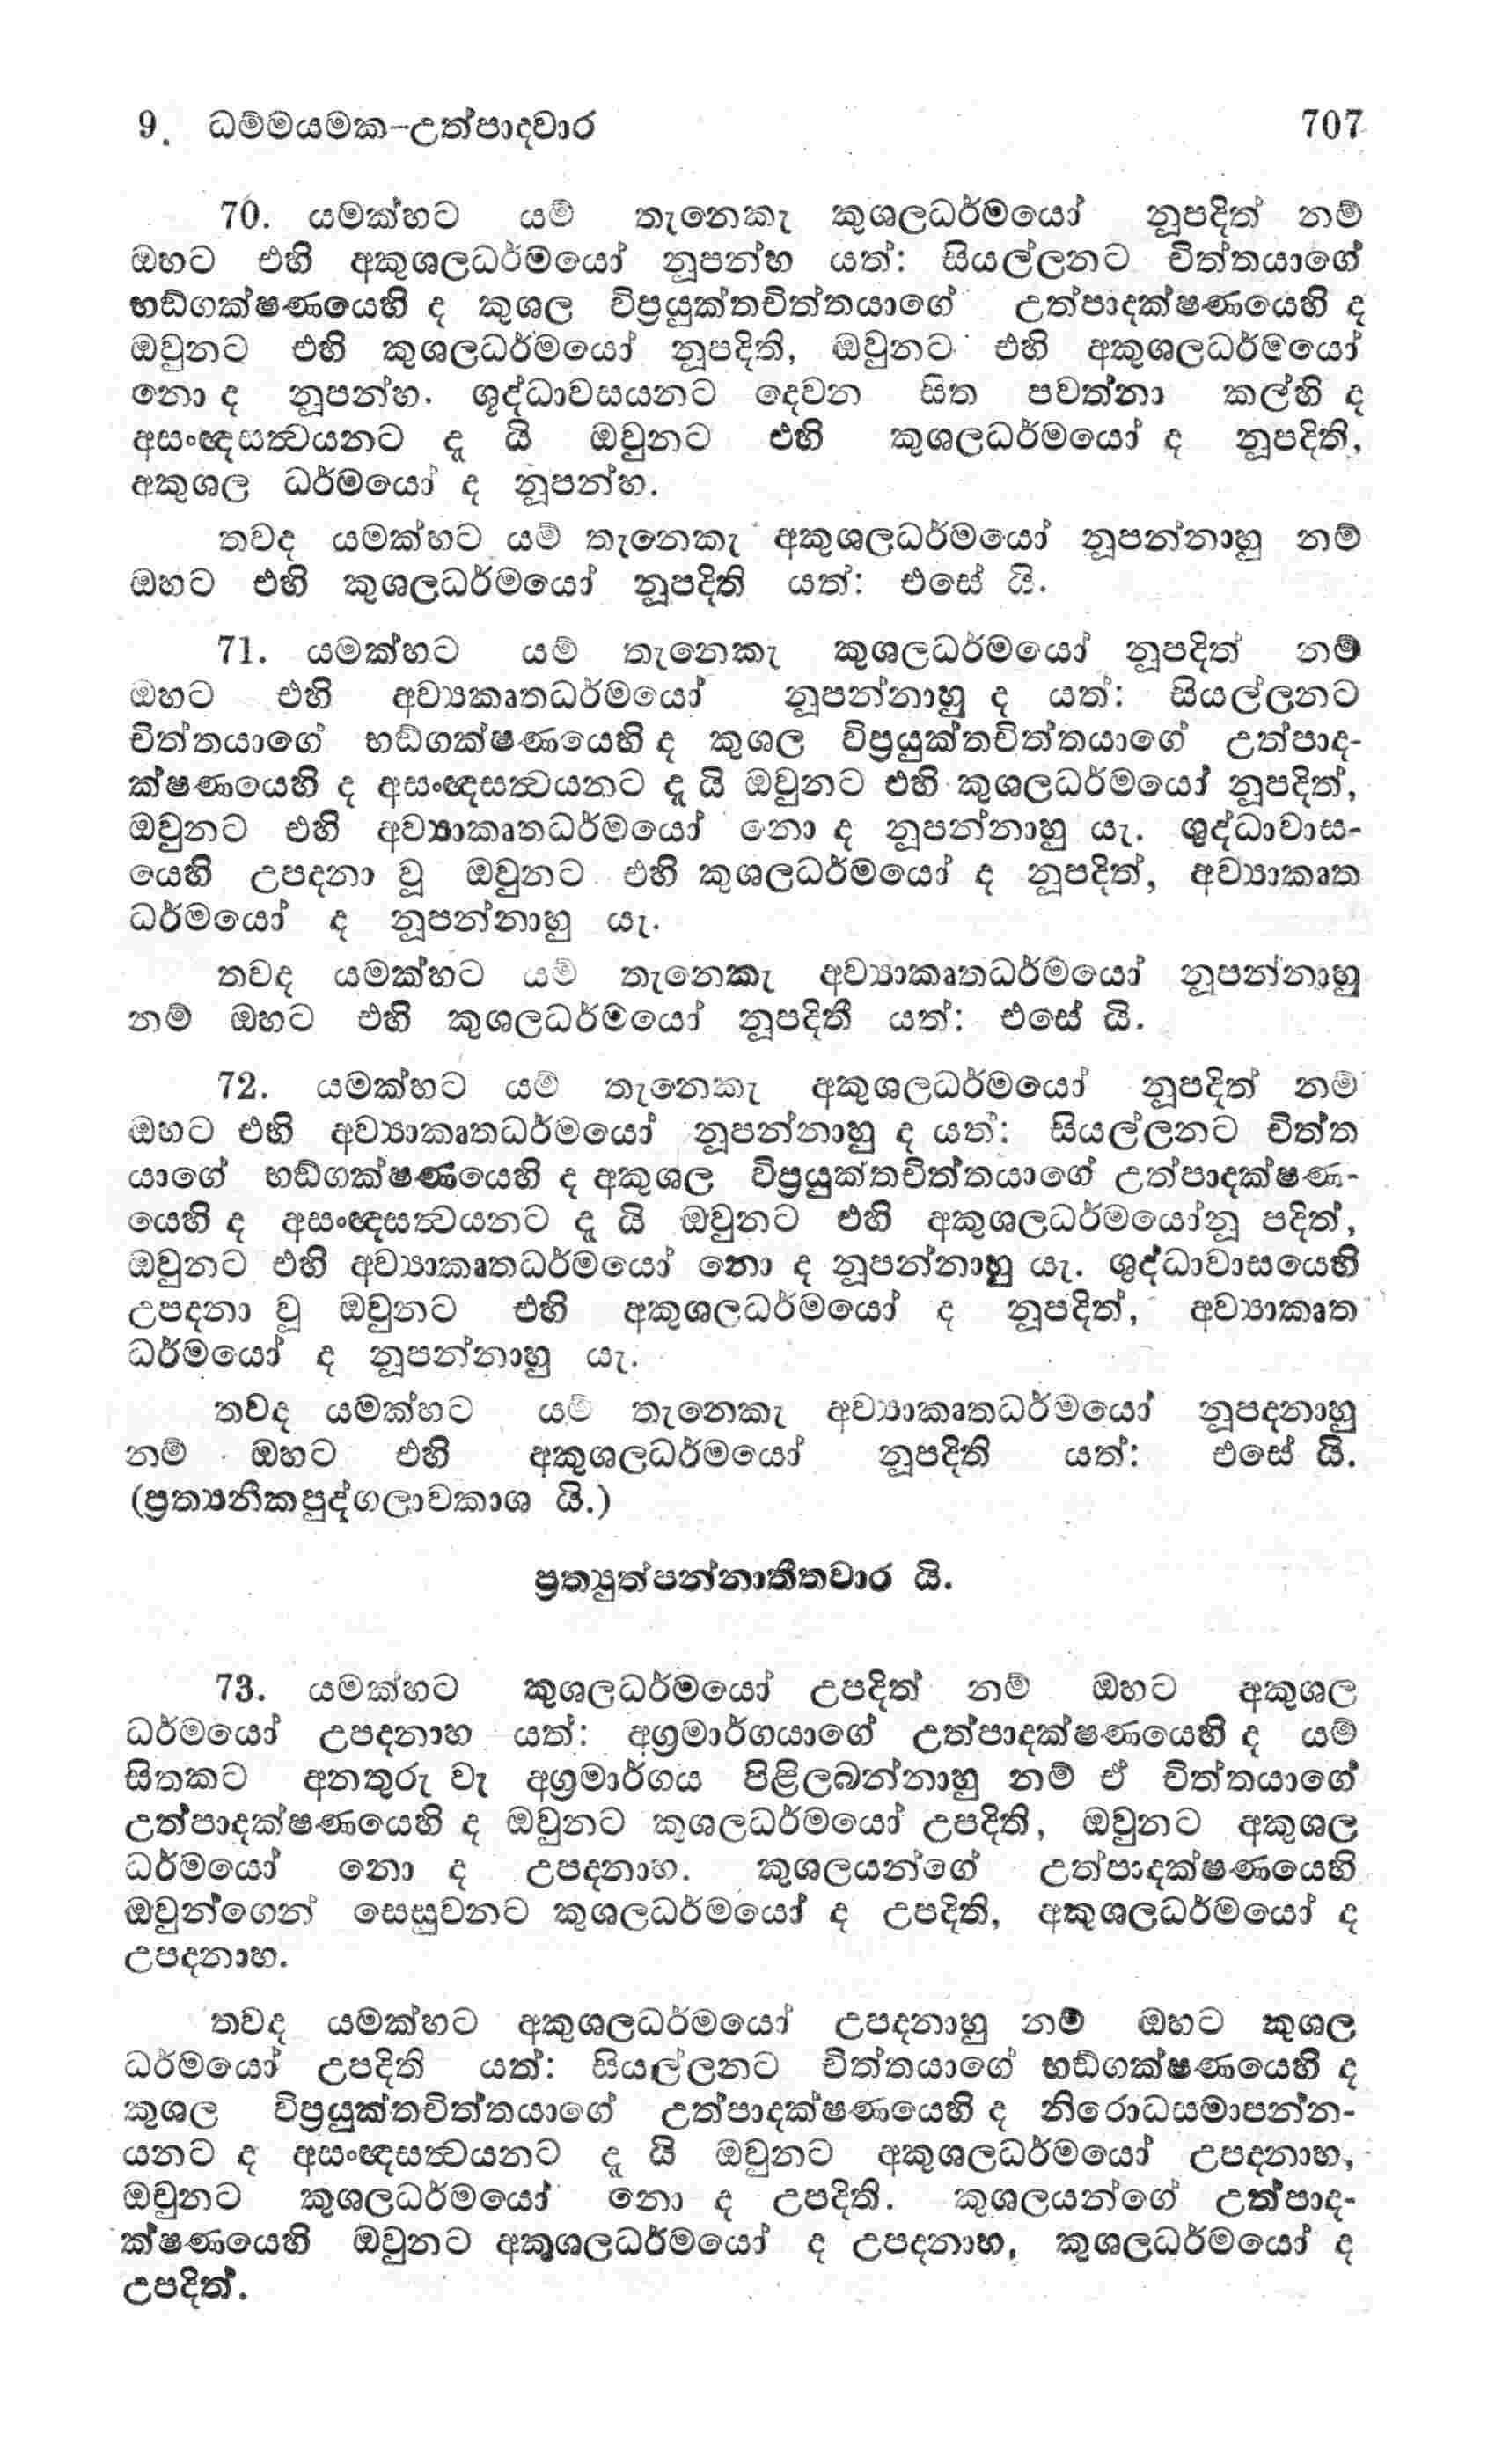 9. ධම්මයමක-උත්පාදවාර 707
70. යමක්හට යම් තැනෙකැ කුශලධර්මයෝ නූපදිත් නම්
ඔහට එහි අකුශලධර්මයෝ නූපන්හ යත්: සියල්ලනට චිත්තයාගේ
භඩ්ගක්ෂණයෙහි ද කුශල විප්‍රයුක්තචිත්තයාගේ උත්පාදක්ෂණයෙහි ද
ඔවුනට එහි කුශලධර්මයෝ නූපදිති, ඔවුනට එහි අකුශලධර්මයෝ
නො ද නූපන්හ. ශුද්ධාවසයනට දෙවන සිත පවත්නා කල්හි ද
අසංඥසත්‍වයනට දැ යි ඔවුනට එහි කුශලධර්මයෝ ද නූපදිති,
අකුශල ධර්මයෝ ද නූපන්හ.
තවද යමක්හට යම් තැනෙකැ අකුශලධර්මයෝ නූපන්නාහු නම්
ඔහට එහි කුශලධර්මයෝ නූපදිති යත්: එසේ යි.
71. යමක්හට යම් තැනෙකැ කුශලධර්මයෝ නූපදිත් නම්
ඔහට එහි අව්‍යකෘතධර්මයෝ නූපන්නාහු ද යත්: සියල්ලනට
චිත්තයාගේ භඩ්ගක්ෂණයෙහි ද කුශල විප්‍රයුක්තචිත්තයාගේ උත්පාද-
ක්ෂණයෙහි ද අසංඥසත්‍වයනට දැ යි ඔවුනට එහි කුශලධර්මයෝ නූපදිත්,
ඔවුනට එහි අව්‍යාකෘතධර්මයෝ නො ද නූපන්නාහු යැ. ශුද්ධාවාස-
යෙහි උපදනා වූ ඔවුනට එහි කුශලධර්මයෝ ද නූපදිත්, අව්‍යාකෘත
ධර්මයෝ ද නූපන්නාහු යැ.
තවද යමක්හට යම් තැනෙකැ අව්‍යාකෘතධර්මයෝ නූපන්නාහු
නම් ඔහට එහි කුශලධර්මයෝ නූපදිතී යත්: එසේ යි.
72. යමක්හට යම් තැනෙකැ අකුශලධර්මයෝ නූපදිත් නම්
ඔහට එහි අව්‍යාකෘතධර්මයෝ නූපන්නාහු ද යත්: සියල්ලනට චිත්ත
යාගේ භඩ්ගක්ෂණයෙහි ද අකුශල විප්‍රයුක්තචිත්තයාගේ උත්පාදක්ෂණ-
යෙහි ද අසංඥසත්‍වයනට දැ යි ඔවුනට එහි අකුශලධර්මයෝනූ පදිත්,
ඔවුනට එහි අව්‍යාකෘතධර්මයෝ නො ද නූපන්නාහු යැ. ශුද්ධාවාසයෙහි
උපදනා වූ ඔවුනට එහි අකුශලධර්මයෝ ද නූපදිත්, අව්‍යාකෘත
ධර්මයෝ ද නූපන්නාහු යැ.
තවද යමක්හට යම් තැනෙකැ අව්‍යාකෘතධර්මයෝ නූපදනාහු
නම් ඔහට එහි අකුශලධර්මයෝ නූපදිති යත්: එසේ යි.
(ප්‍රත්‍යනීකපුද්ගලාවකාශ යි.)
ප්‍රත්‍යුත්පන්නාතීතවාර යි.
73. යමක්හට කුශලධර්මයෝ උපදිත් නම් ඔහට අකුශල
ධර්මයෝ උපදනාහ යත්: අග්‍රමාර්ගයාගේ උත්පාදක්ෂණයෙහි ද යම්
සිතකට අනතුරු වැ අග්‍රමාර්ගය පිළිලබන්නාහු නම් ඒ චිත්තයාගේ
උත්පාදක්ෂණයෙහි ද ඔවුනට කුශලධර්මයෝ උපදිති, ඔවුනට අකුශල
ධර්මයෝ නො ද උපදනාහ. කුශලයන්ගේ උත්පාදක්ෂණයෙහි
ඔවුන්ගෙන් සෙසුවනට කුශලධර්මයෝ ද උපදිති, අකුශලධර්මයෝ ද
උපදනාහ.
තවද යමක්හට අකුශලධර්මයෝ උපදනාහු නම් ඔහට කුශල
ධර්මයෝ උපදිති යත්: සියල්ලනට චිත්තයාගේ භඩ්ගක්ෂණයෙහි ද
කුශල විප්‍රයුක්තචිත්තයාගේ උත්පාදක්ෂණයෙහි ද නිරොධසමාපන්න-
යනට ද අසංඥසත්‍වයනට දැ යි ඔවුනට අකුශලධර්මයෝ උපදනාහ,
ඔවුනට කුශලධර්මයෝ නො ද උපදිති. කුශලයන්ගේ උත්පාද-
ක්ෂණයෙහි ඔවුනට අකුශලධර්මයෝ ද උපදනාහ, කුශලධර්මයෝ ද
උපදිත්.